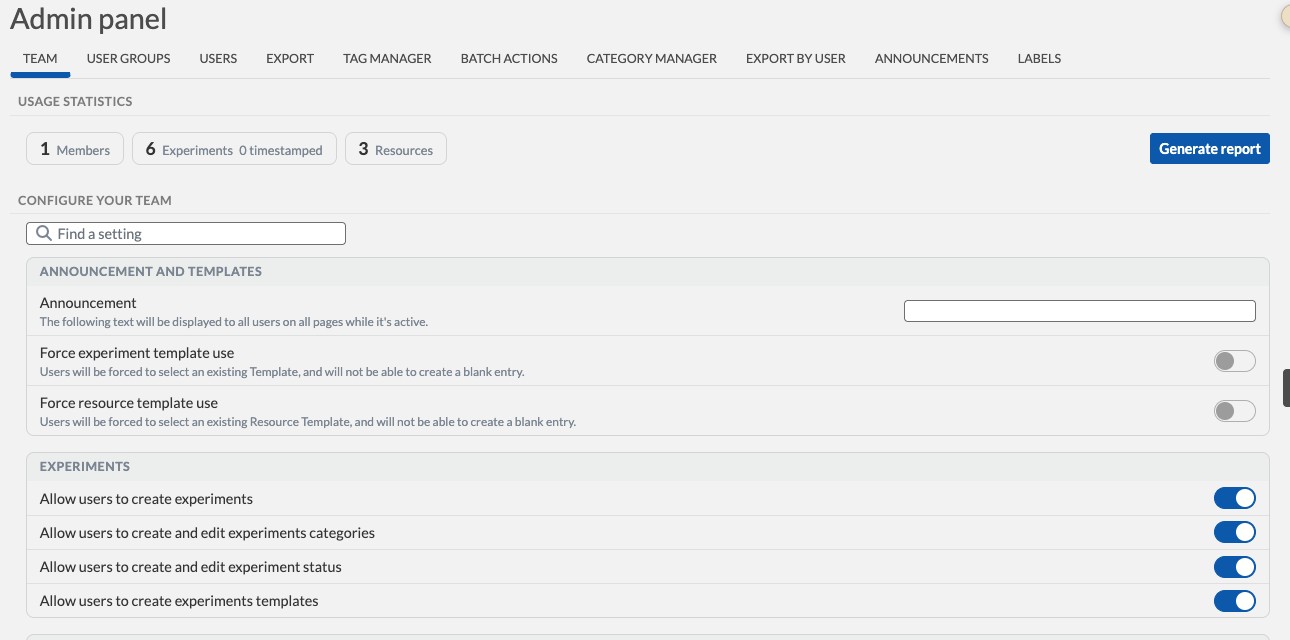 Admin panel
TEAM USER GROUPS USERS EXPORT TAG MANAGER BATCH ACTIONS CATEGORY MANAGER EXPORT BY USER ANNOUNCEMENTS LABELS
USAGE STATISTICS
1 Members 6 Experiments 0 timestamped 3 Resources Generate report
CONFIGURE YOUR TEAM
Find a setting
ANNOUNCEMENT AND TEMPLATES
Announcement
The following text will be displayed to all users on all pages while it's active.
Force experiment template use
Users will be forced to select an existing Template, and will not be able to create a blank entry.
Force resource template use
Users will be forced to select an existing Resource Template, and will not be able to create a blank entry.
EXPERIMENTS
Allow users to create experiments
Allow users to create and edit experiments categories
Allow users to create and edit experiment status
Allow users to create experiments templates